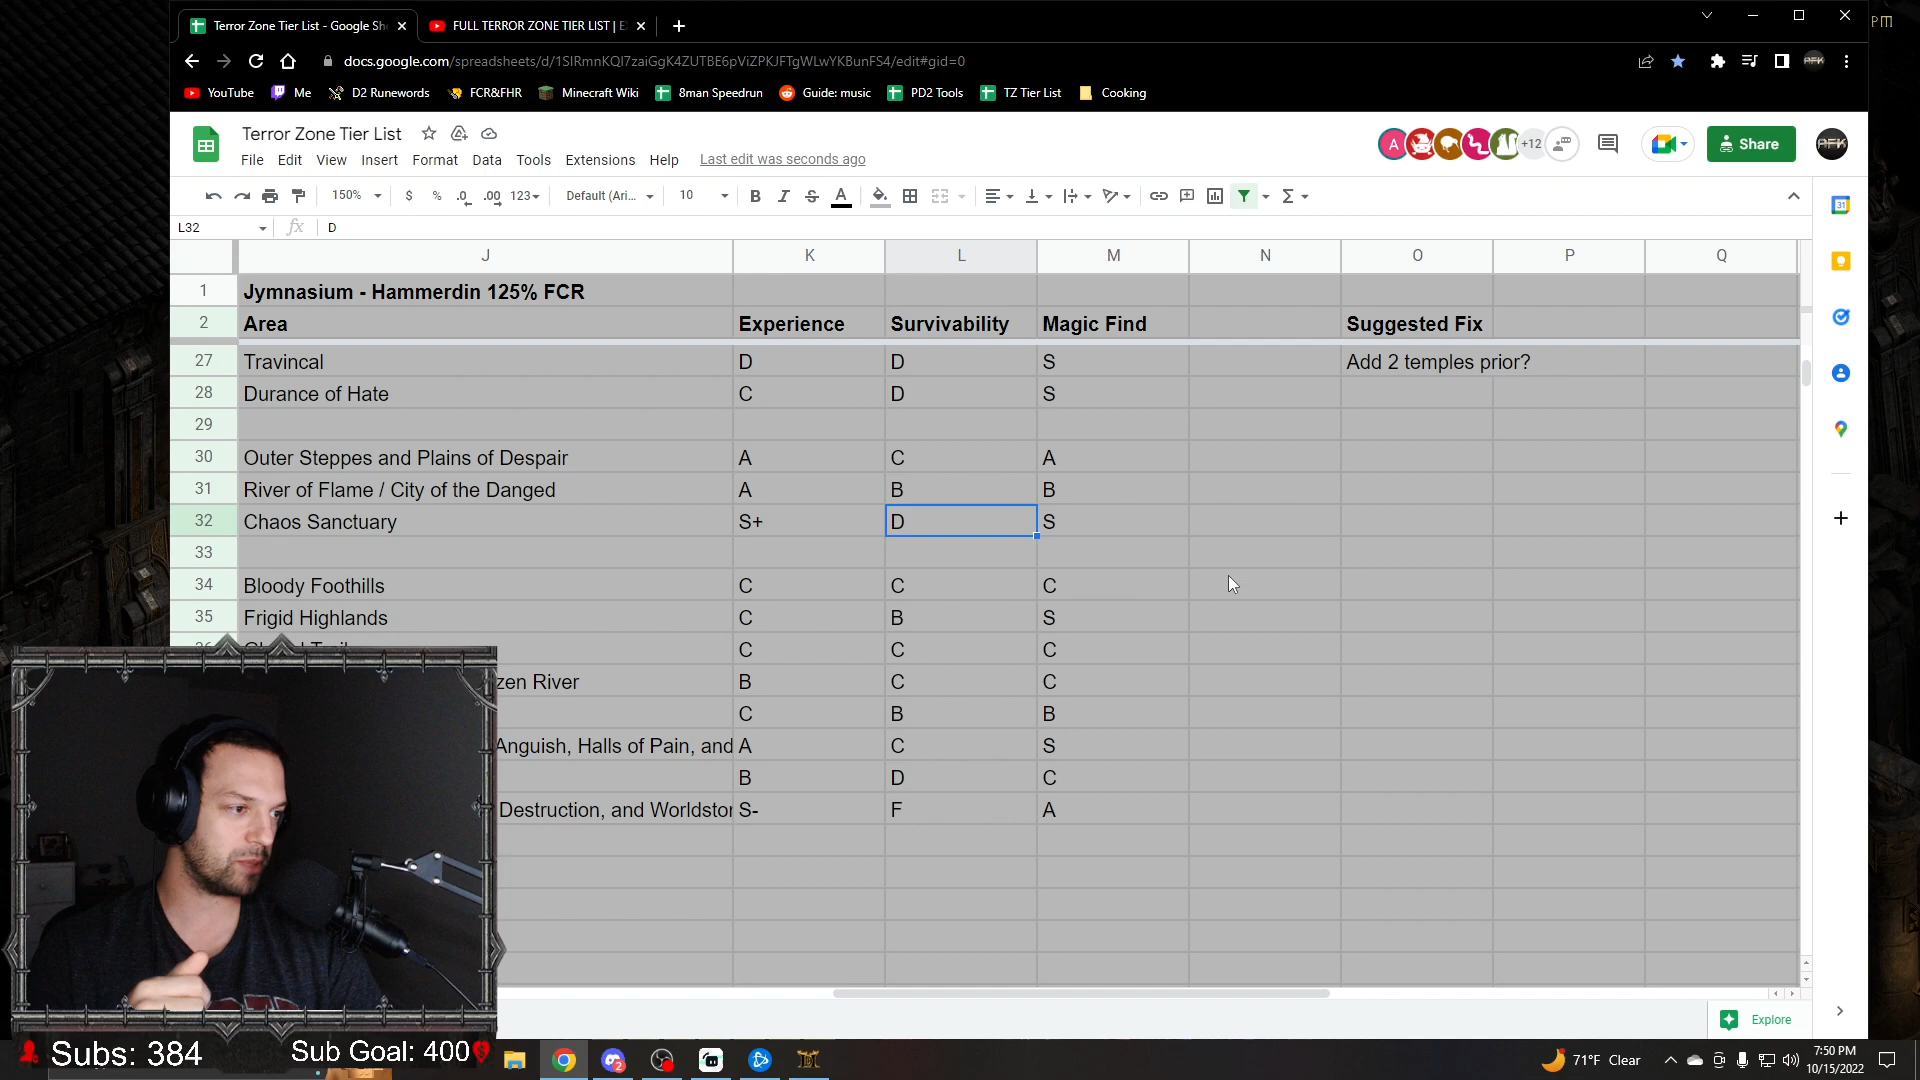 Terror Zone Tier List - Google Sh
FULL TERROR ZONE TIER LIST | E
PM
docs.google.com/spreadsheets/d/1SIRmnKQI7zaiGgK4ZUTBE6pViZPKJFTgWLwYKBunFS4/edit#gid=0
YouTube Me D2 Runewords FCR&FHR Minecraft Wiki 8man Speedrun Guide: music PD2 Tools TZ Tier List Cooking
Terror Zone Tier List
+12
Share
AFK
File Edit View Insert Format Data Tools Extensions Help Last edit was seconds ago
150% $ % .0 .00 123 Default (Ari... 10 B I S A
L32 fx D
J K L M N O P Q
1 Jymnasium - Hammerdin 125% FCR
2 Area Experience Survivability Magic Find Suggested Fix
27 Travincal D D S Add 2 temples prior?
28 Durance of Hate C D S
29
30 Outer Steppes and Plains of Despair A C A
31 River of Flame / City of the Danged A B B
32 Chaos Sanctuary S+ D S
33
34 Bloody Foothills C C C
35 Frigid Highlands C B S
C C C
zen River B C C
C B B
Anguish, Halls of Pain, and A C S
B D C
Destruction, and Worldstor S- F A
Explore
Subs: 384 Sub Goal: 400
71°F Clear
7:50 PM
10/15/2022